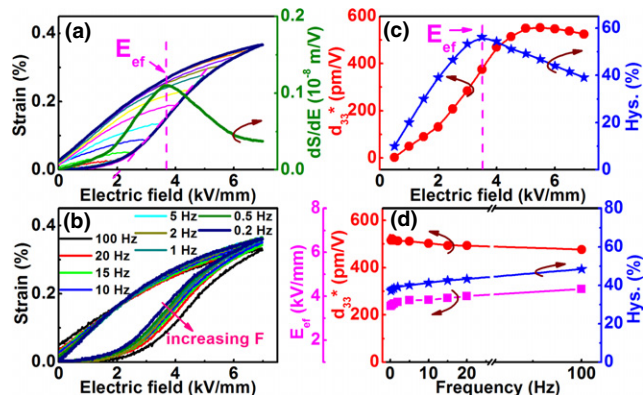 (a)
E_ef
Strain (%)
0.4
0.2
0.0
0 2 4 6
Electric field (kV/mm)
0.2
0.1
0.0
dS/dE (10^-8 m/V)
(c)
E_ef
d33* (pm/V)
600
400
200
0
0 2 4 6
Electric field (kV/mm)
60
40
20
0
Hys. (%)
(b)
100 Hz
20 Hz
15 Hz
10 Hz
5 Hz
2 Hz
1 Hz
0.5 Hz
0.2 Hz
increasing F
Strain (%)
0.4
0.2
0.0
0 2 4 6
Electric field (kV/mm)
(d)
E_ef (kV/mm)
8
6
4
2
d33* (pm/V)
600
400
200
0
0 10 20 100
Frequency (Hz)
80
60
40
20
0
Hys. (%)